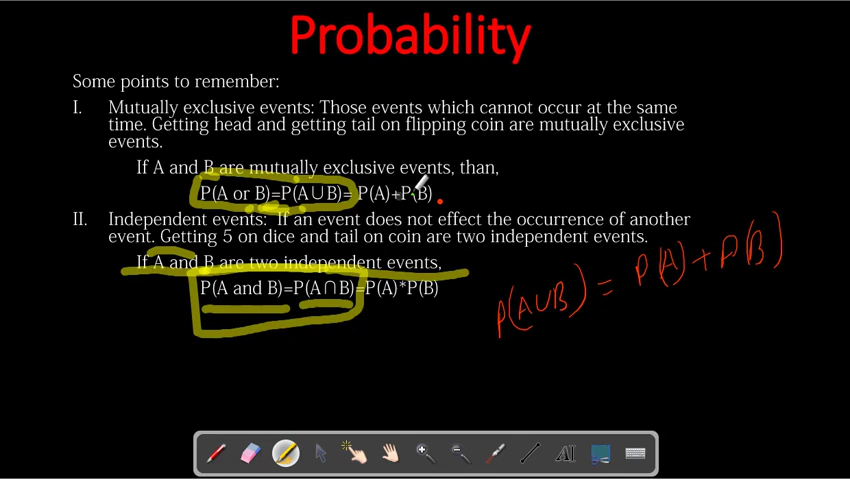 Probability
Some points to remember:
I. Mutually exclusive events: Those events which cannot occur at the same
time. Getting head and getting tail on flipping coin are mutually exclusive
events.
If A and B are mutually exclusive events, than,
P(A or B)=P(A∪B)= P(A)+P(B)
II. Independent events: If an event does not effect the occurrence of another
event. Getting 5 on dice and tail on coin are two independent events.
If A and B are two independent events,
P(A and B)=P(A∩B)=P(A)*P(B)
P(A∪B) = P(A) + P(B)
AI